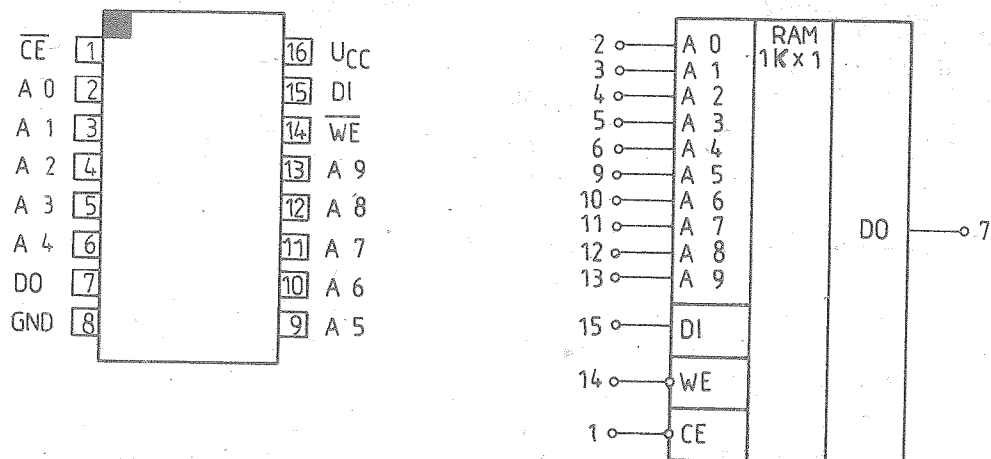 C̅E̅ 1 16 UCC
A 0 2 15 DI
A 1 3 14 W̅E̅
A 2 4 13 A 9
A 3 5 12 A 8
A 4 6 11 A 7
DO 7 10 A 6
GND 8 9 A 5
RAM
1K x 1
2 A 0
3 A 1
4 A 2
5 A 3
6 A 4
9 A 5
10 A 6
11 A 7
12 A 8
13 A 9
DO 7
15 DI
14 WE
1 CE